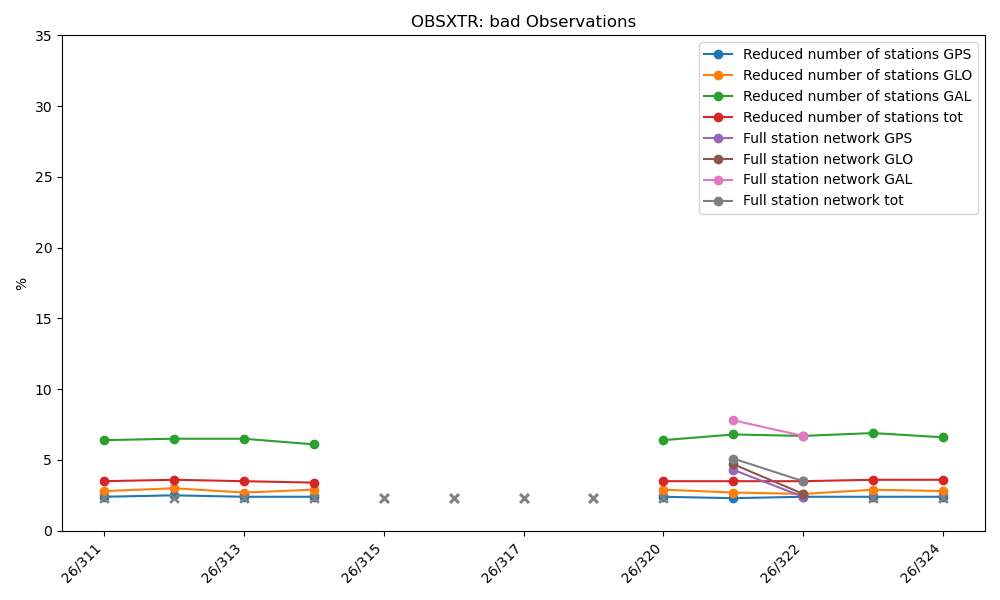 OBSXTR: bad Observations
35
30
25
20
15
10
5
0
%
Reduced number of stations GPS
Reduced number of stations GLO
Reduced number of stations GAL
Reduced number of stations tot
Full station network GPS
Full station network GLO
Full station network GAL
Full station network tot
26/311
26/313
26/315
26/317
26/320
26/322
26/324